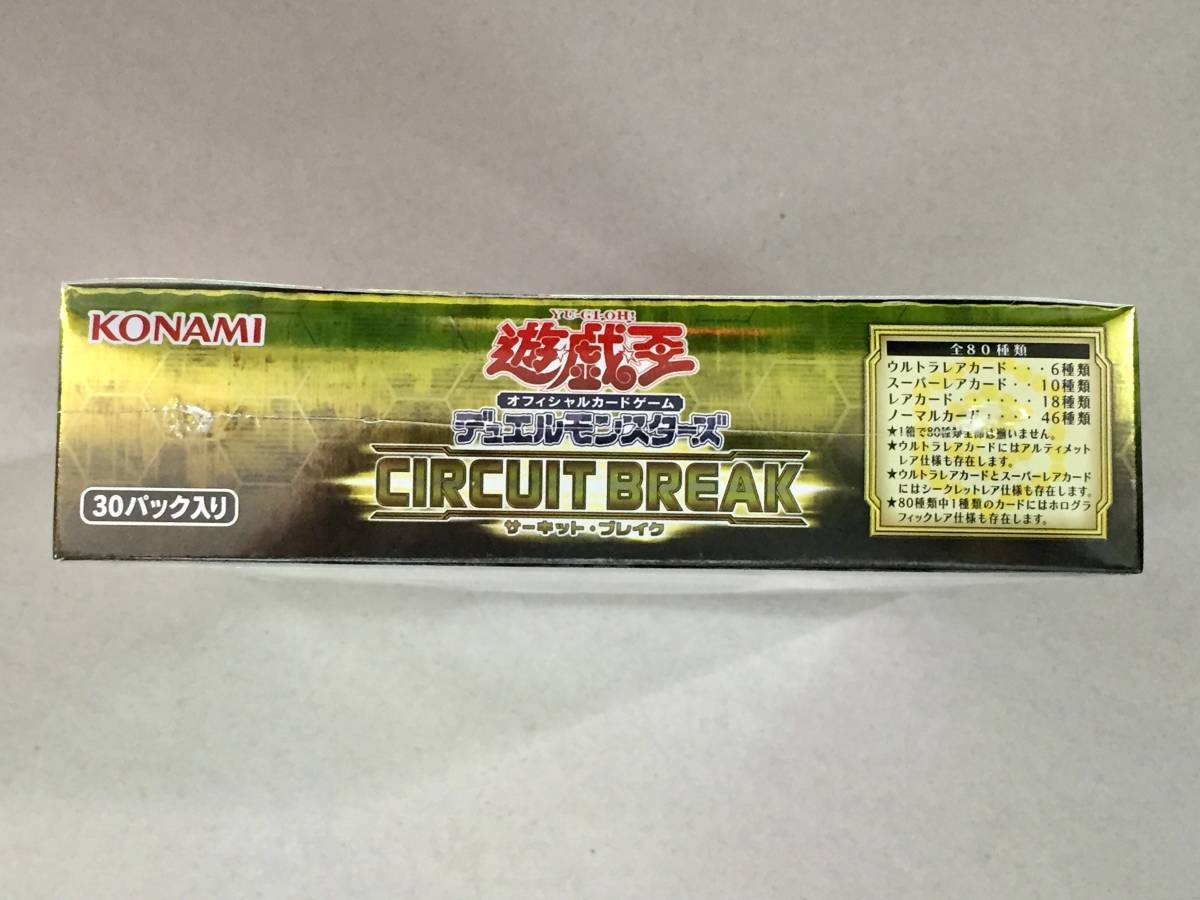 KONAMI
YU-GI-OH!
遊☆戯☆王
オフィシャルカードゲーム
デュエルモンスターズ
CIRCUIT BREAK
サーキット・ブレイク
30パック入り
全80種類
ウルトラレアカード・・・6種類
スーパーレアカード・・10種類
レアカード・・・・・・18種類
ノーマルカード・・・・46種類
★1箱で80種類全部は揃いません。
★ウルトラレアカードにはアルティメット
レア仕様も存在します。
★ウルトラレアカードとスーパーレアカード
にはシークレットレア仕様も存在します。
★80種類中1種類のカードにはホログラ
フィックレア仕様も存在します。